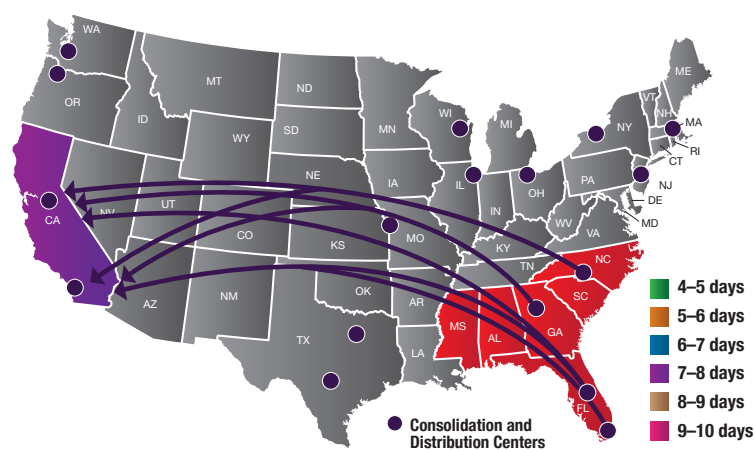 WA
ME
MT
ND
VT
NH
OR
MN
WI
MI
NY
MA
ID
SD
RI
WY
CT
IA
PA
NE
NJ
IL
OH
DE
NV
UT
IN
MD
CA
CO
WV
VA
KS
MO
KY
NC
TN
4–5 days
OK
SC
AZ
NM
AR
5–6 days
MS
AL
GA
TX
6–7 days
LA
7–8 days
8–9 days
FL
Consolidation and
Distribution Centers
9–10 days